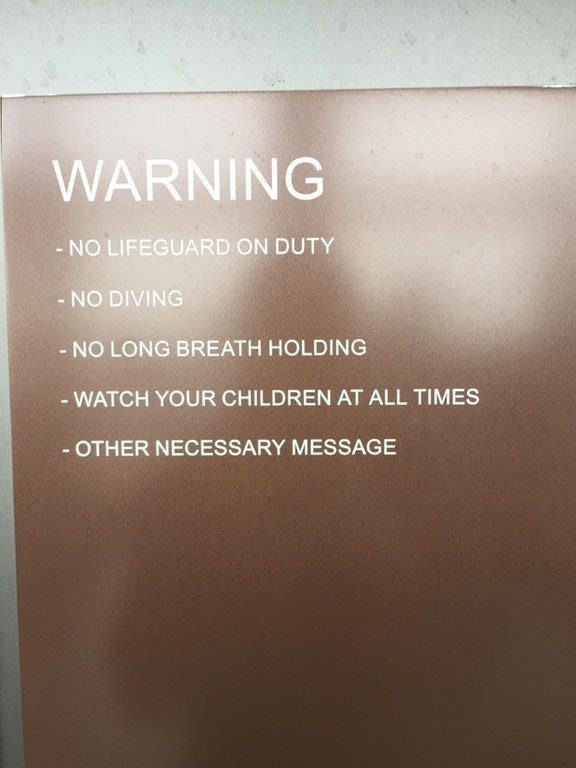 WARNING
- NO LIFEGUARD ON DUTY
- NO DIVING
- NO LONG BREATH HOLDING
- WATCH YOUR CHILDREN AT ALL TIMES
- OTHER NECESSARY MESSAGE